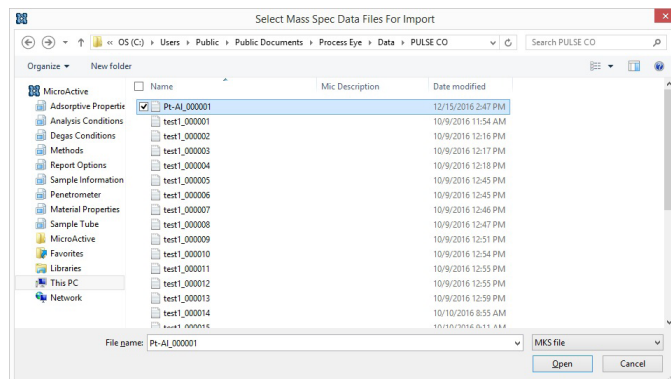 Select Mass Spec Data Files For Import
« OS (C:) ▸ Users ▸ Public ▸ Public Documents ▸ Process Eye ▸ Data ▸ PULSE CO
Search PULSE CO
Organize ▾ New folder
MicroActive
Adsorptive Propertie
Analysis Conditions
Degas Conditions
Methods
Report Options
Sample Information
Penetrometer
Material Properties
Sample Tube
MicroActive
Favorites
Libraries
This PC
Network
Name Mic Description Date modified
Pt-Al_000001 12/15/2016 2:47 PM
test1_000001 10/9/2016 11:54 AM
test1_000002 10/9/2016 12:16 PM
test1_000003 10/9/2016 12:17 PM
test1_000004 10/9/2016 12:18 PM
test1_000005 10/9/2016 12:45 PM
test1_000006 10/9/2016 12:45 PM
test1_000007 10/9/2016 12:46 PM
test1_000008 10/9/2016 12:47 PM
test1_000009 10/9/2016 12:51 PM
test1_000010 10/9/2016 12:54 PM
test1_000011 10/9/2016 12:55 PM
test1_000012 10/9/2016 12:55 PM
test1_000013 10/9/2016 12:59 PM
test1_000014 10/10/2016 8:55 AM
test1_000015 10/10/2016 9:11 AM
File name: Pt-Al_000001
MKS file
Open Cancel